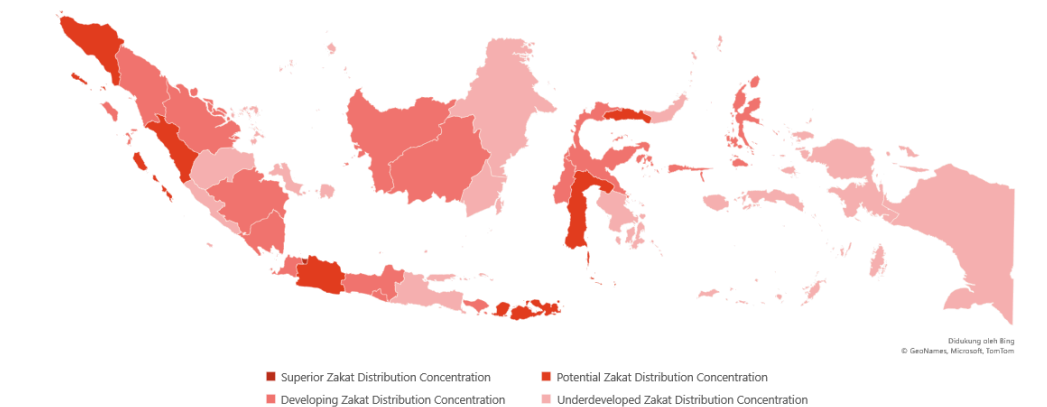 Didukung oleh Bing
© GeoNames, Microsoft, TomTom
Superior Zakat Distribution Concentration
Potential Zakat Distribution Concentration
Developing Zakat Distribution Concentration
Underdeveloped Zakat Distribution Concentration